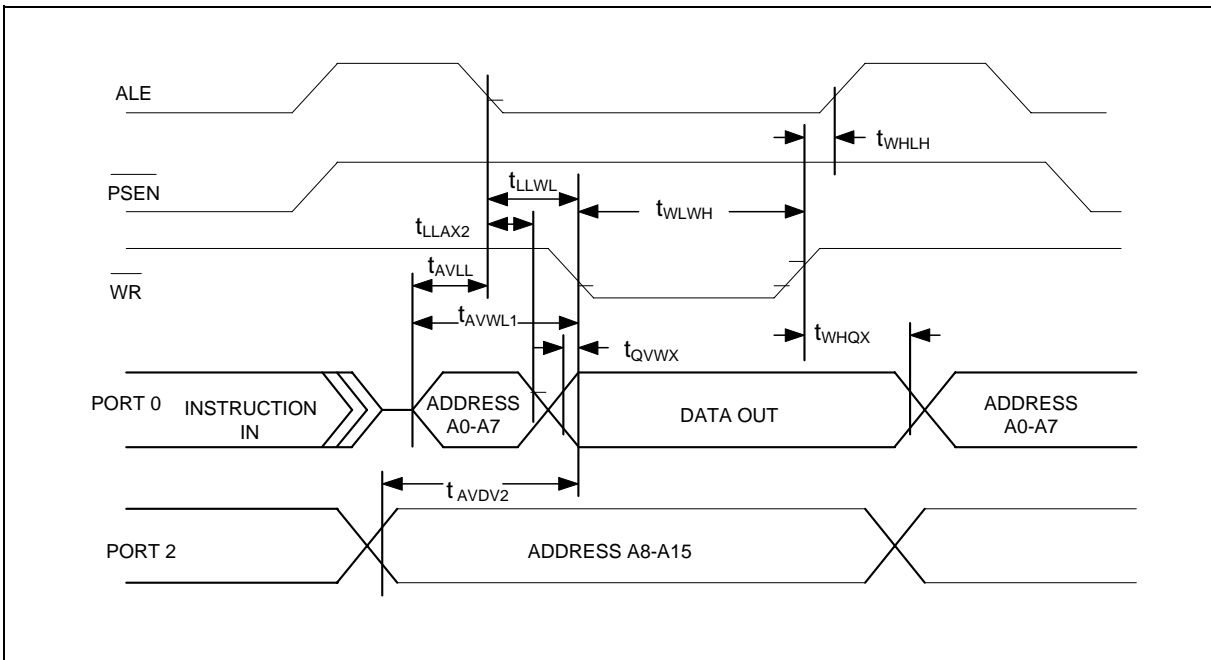 ALE
tWHLH
PSEN
tLLWL
tWLWH
tLLAX2
tAVLL
WR
tAVWL1
tWHQX
tQVWX
PORT 0
INSTRUCTION
IN
ADDRESS
A0-A7
DATA OUT
ADDRESS
A0-A7
tAVDV2
PORT 2
ADDRESS A8-A15